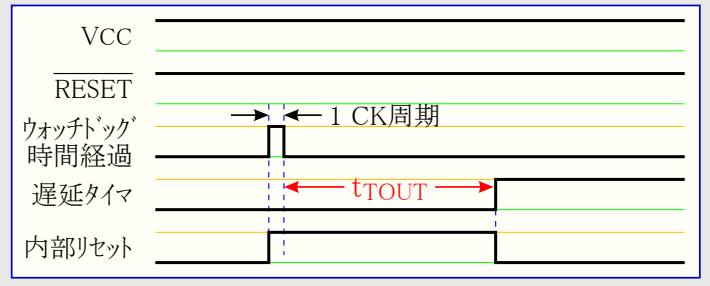 VCC
RESET
1 CK周期
ウォッチドッグ
時間経過
遅延タイマ
tTOUT
内部リセット